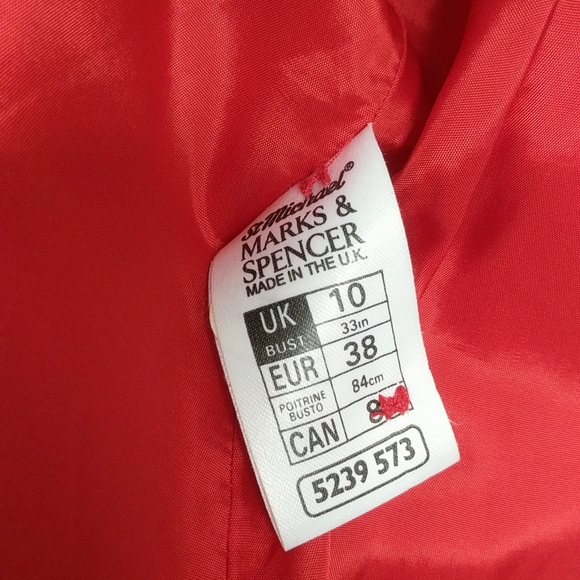 St Michael®
MARKS &
SPENCER
MADE IN THE U.K.
UK 10
BUST 33in
EUR 38
POITRINE
BUSTO 84cm
CAN 8
5239 573